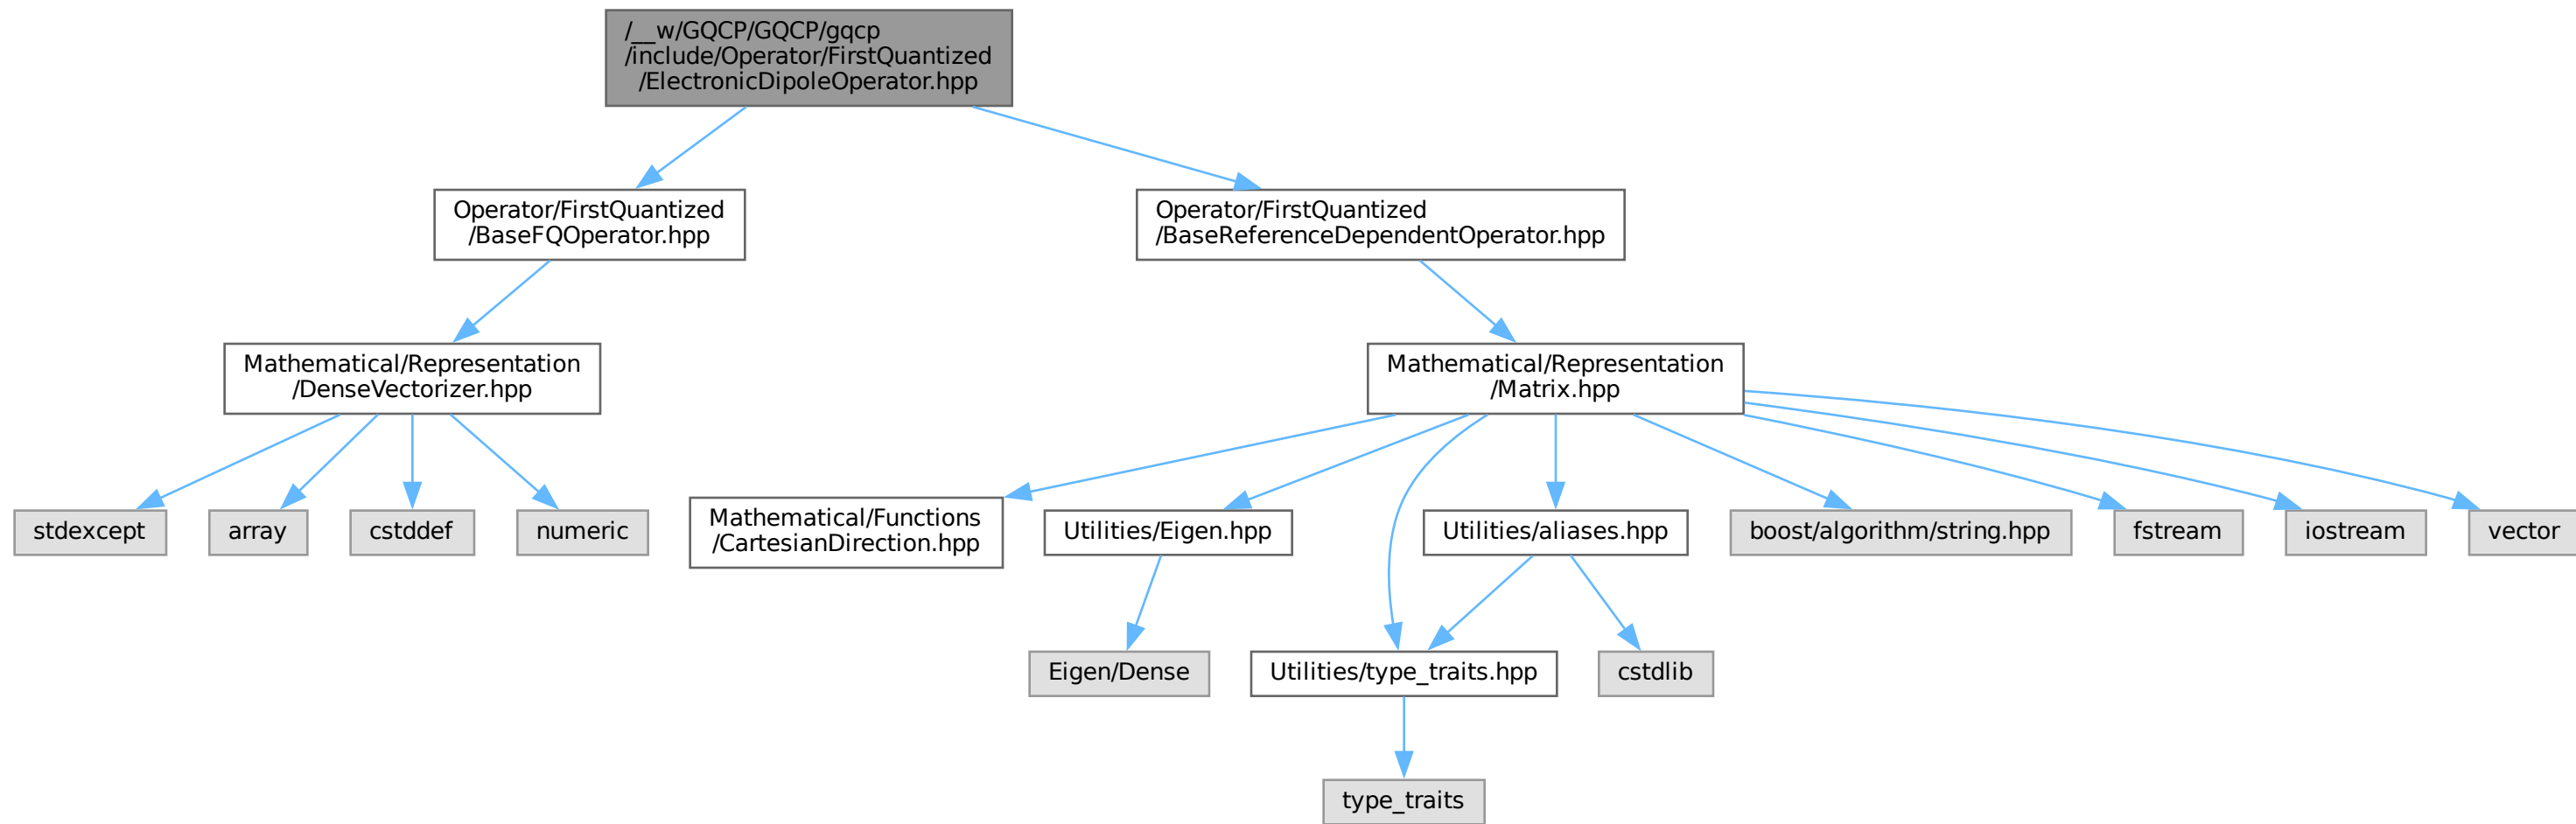 /__w/GQCP/GQCP/gqcp
/include/Operator/FirstQuantized
/ElectronicDipoleOperator.hpp
Operator/FirstQuantized
/BaseFQOperator.hpp
Operator/FirstQuantized
/BaseReferenceDependentOperator.hpp
Mathematical/Representation
/DenseVectorizer.hpp
Mathematical/Representation
/Matrix.hpp
stdexcept
array
cstddef
numeric
Mathematical/Functions
/CartesianDirection.hpp
Utilities/Eigen.hpp
Utilities/aliases.hpp
boost/algorithm/string.hpp
fstream
iostream
vector
Eigen/Dense
Utilities/type_traits.hpp
cstdlib
type_traits